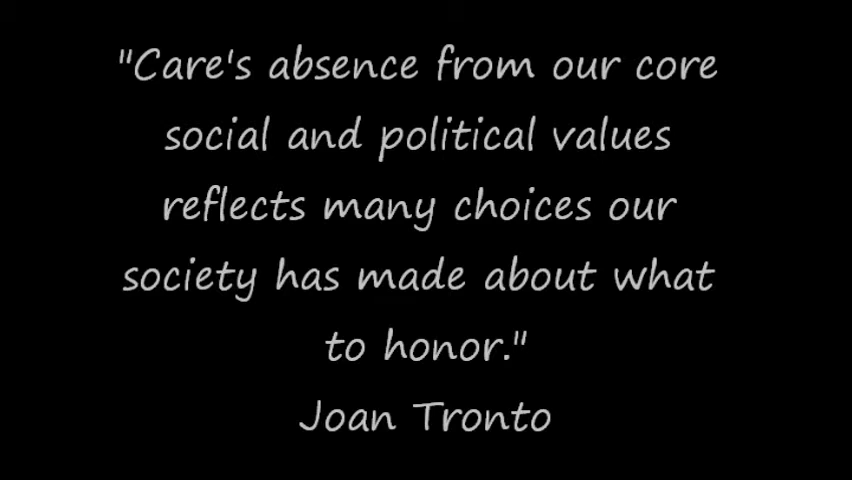 "Care's absence from our core
social and political values
reflects many choices our
society has made about what
to honor."
Joan Tronto